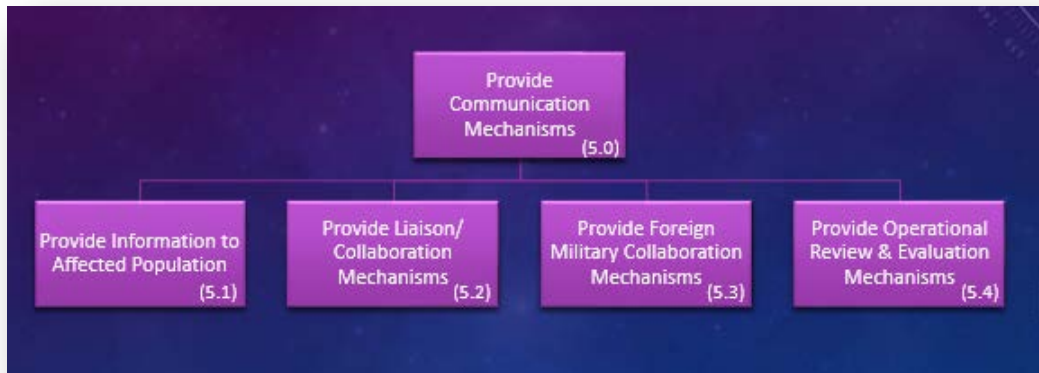 Provide
Communication
Mechanisms
(5.0)
Provide Information to
Affected Population
(5.1)
Provide Liaison/
Collaboration
Mechanisms
(5.2)
Provide Foreign
Military Collaboration
Mechanisms
(5.3)
Provide Operational
Review & Evaluation
Mechanisms
(5.4)